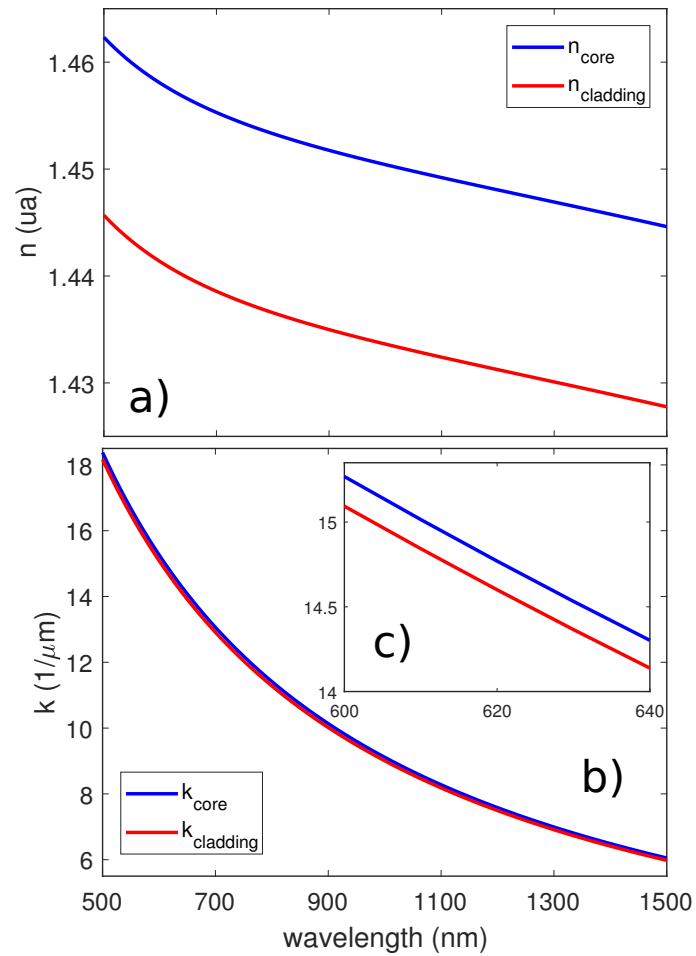 1.46
1.45
1.44
1.43
n (ua)
n_core
n_cladding
a)
18
16
14
12
10
8
6
k (1/μm)
15
14.5
14
600 620 640
c)
b)
k_core
k_cladding
500 700 900 1100 1300 1500
wavelength (nm)